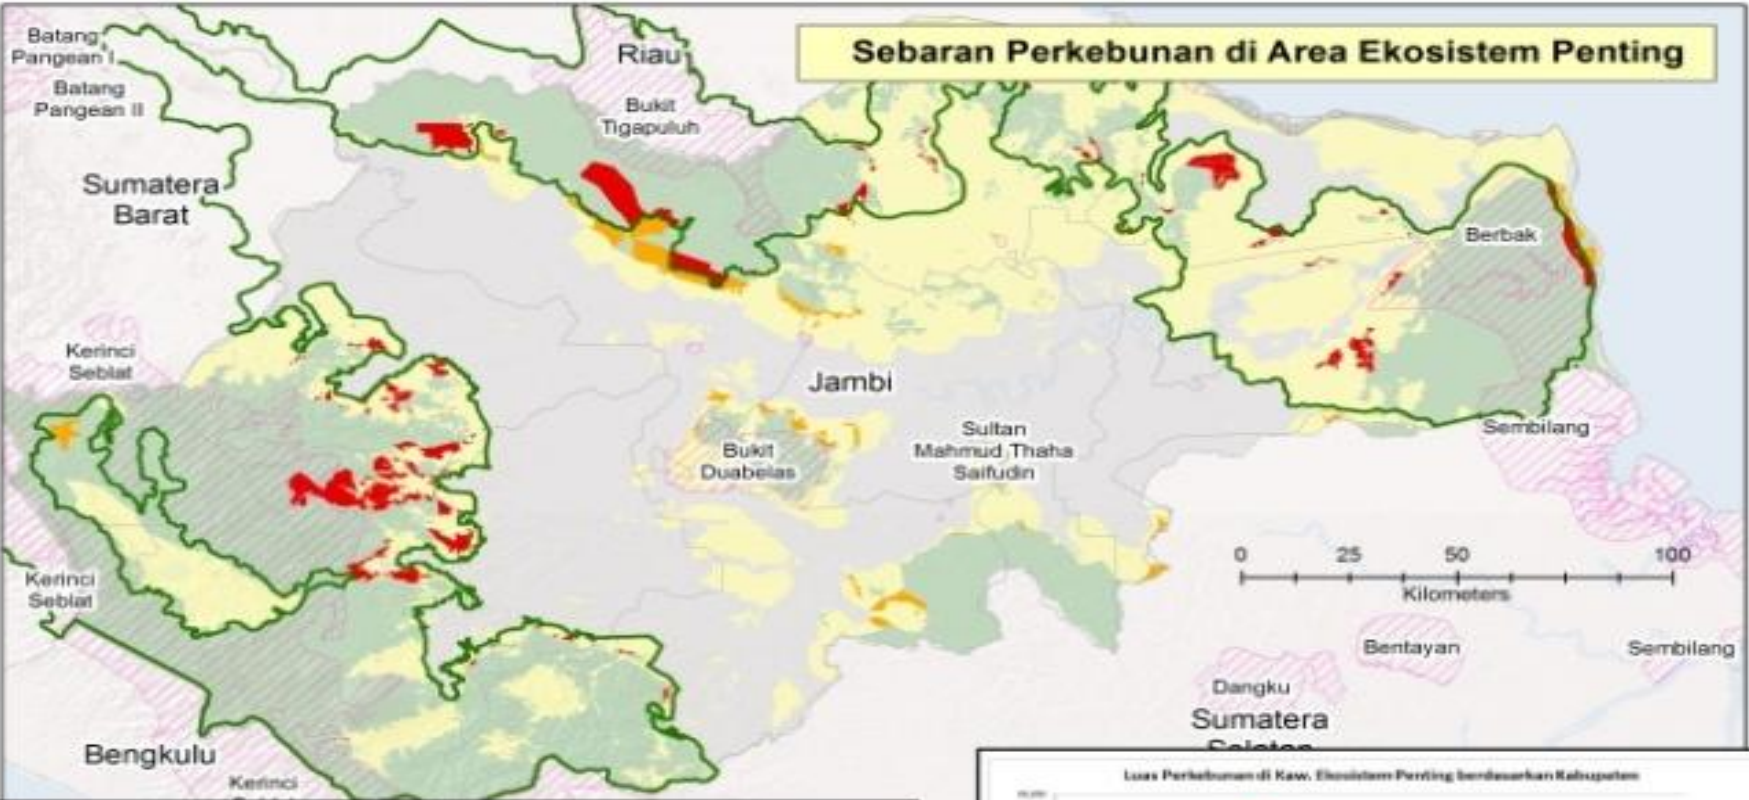 Sebaran Perkebunan di Area Ekosistem Penting
Batang
Pangean I
Batang
Pangean II
Riau
Bukit
Tigapuluh
Sumatera
Barat
Berbak
Kerinci
Seblat
Jambi
Sultan
Mahmud Thaha
Saifudin
Bukit
Duabelas
Sembilang
0 25 50 100
Kilometers
Kerinci
Seblat
Bentayan
Sembilang
Dangku
Sumatera
Selatan
Bengkulu
Kerinci
Luas Perkebunan di Kaw. Ekosistem Penting berdasarkan Kabupaten